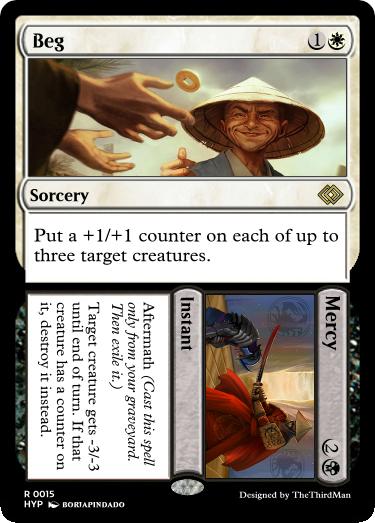 Beg 1
Sorcery
Put a +1/+1 counter on each of up to
three target creatures.
Mercy 2
Instant
Aftermath (Cast this spell
only from your graveyard.
Then exile it.)
Target creature gets -3/-3
until end of turn. If that
creature has a counter on
it, destroy it instead.
R 0015
HYP BORJAPINDADO
Designed by TheThirdMan